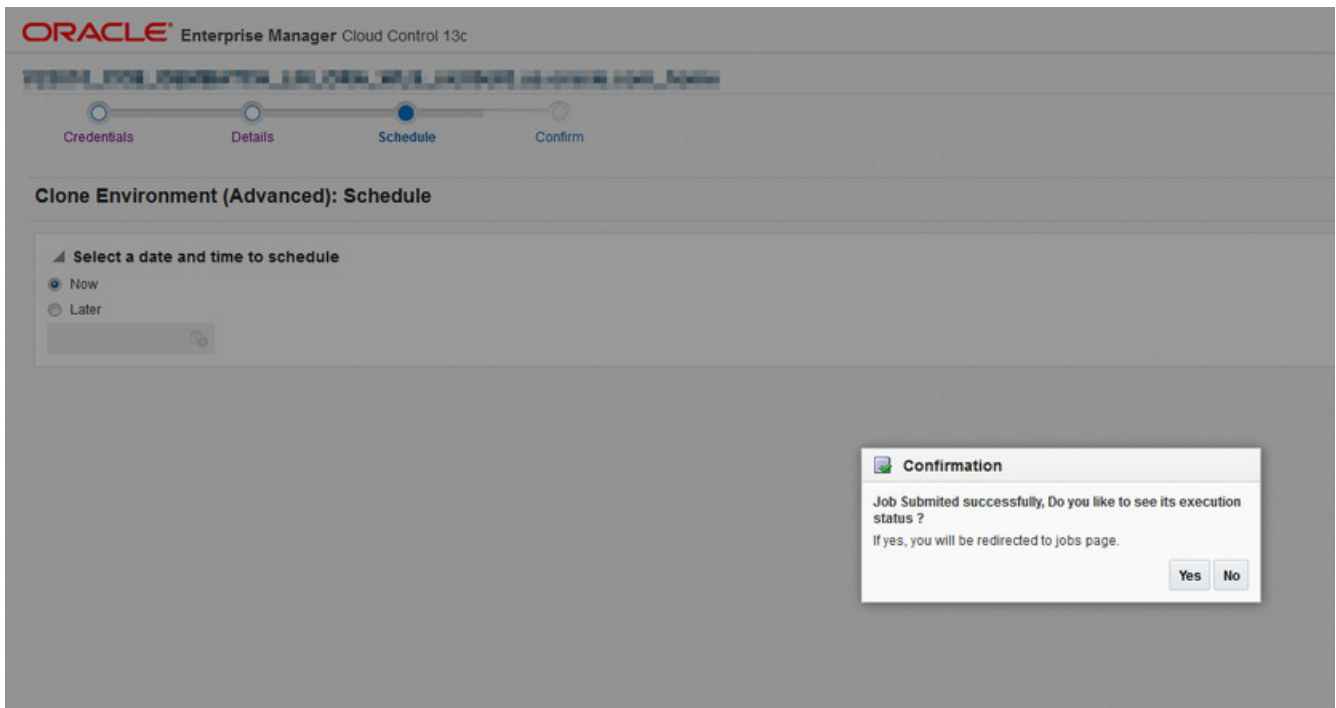 ORACLE Enterprise Manager Cloud Control 13c
Credentials Details Schedule Confirm
Clone Environment (Advanced): Schedule
Select a date and time to schedule
Now
Later
Confirmation
Job Submited successfully, Do you like to see its execution
status ?
If yes, you will be redirected to jobs page.
Yes No